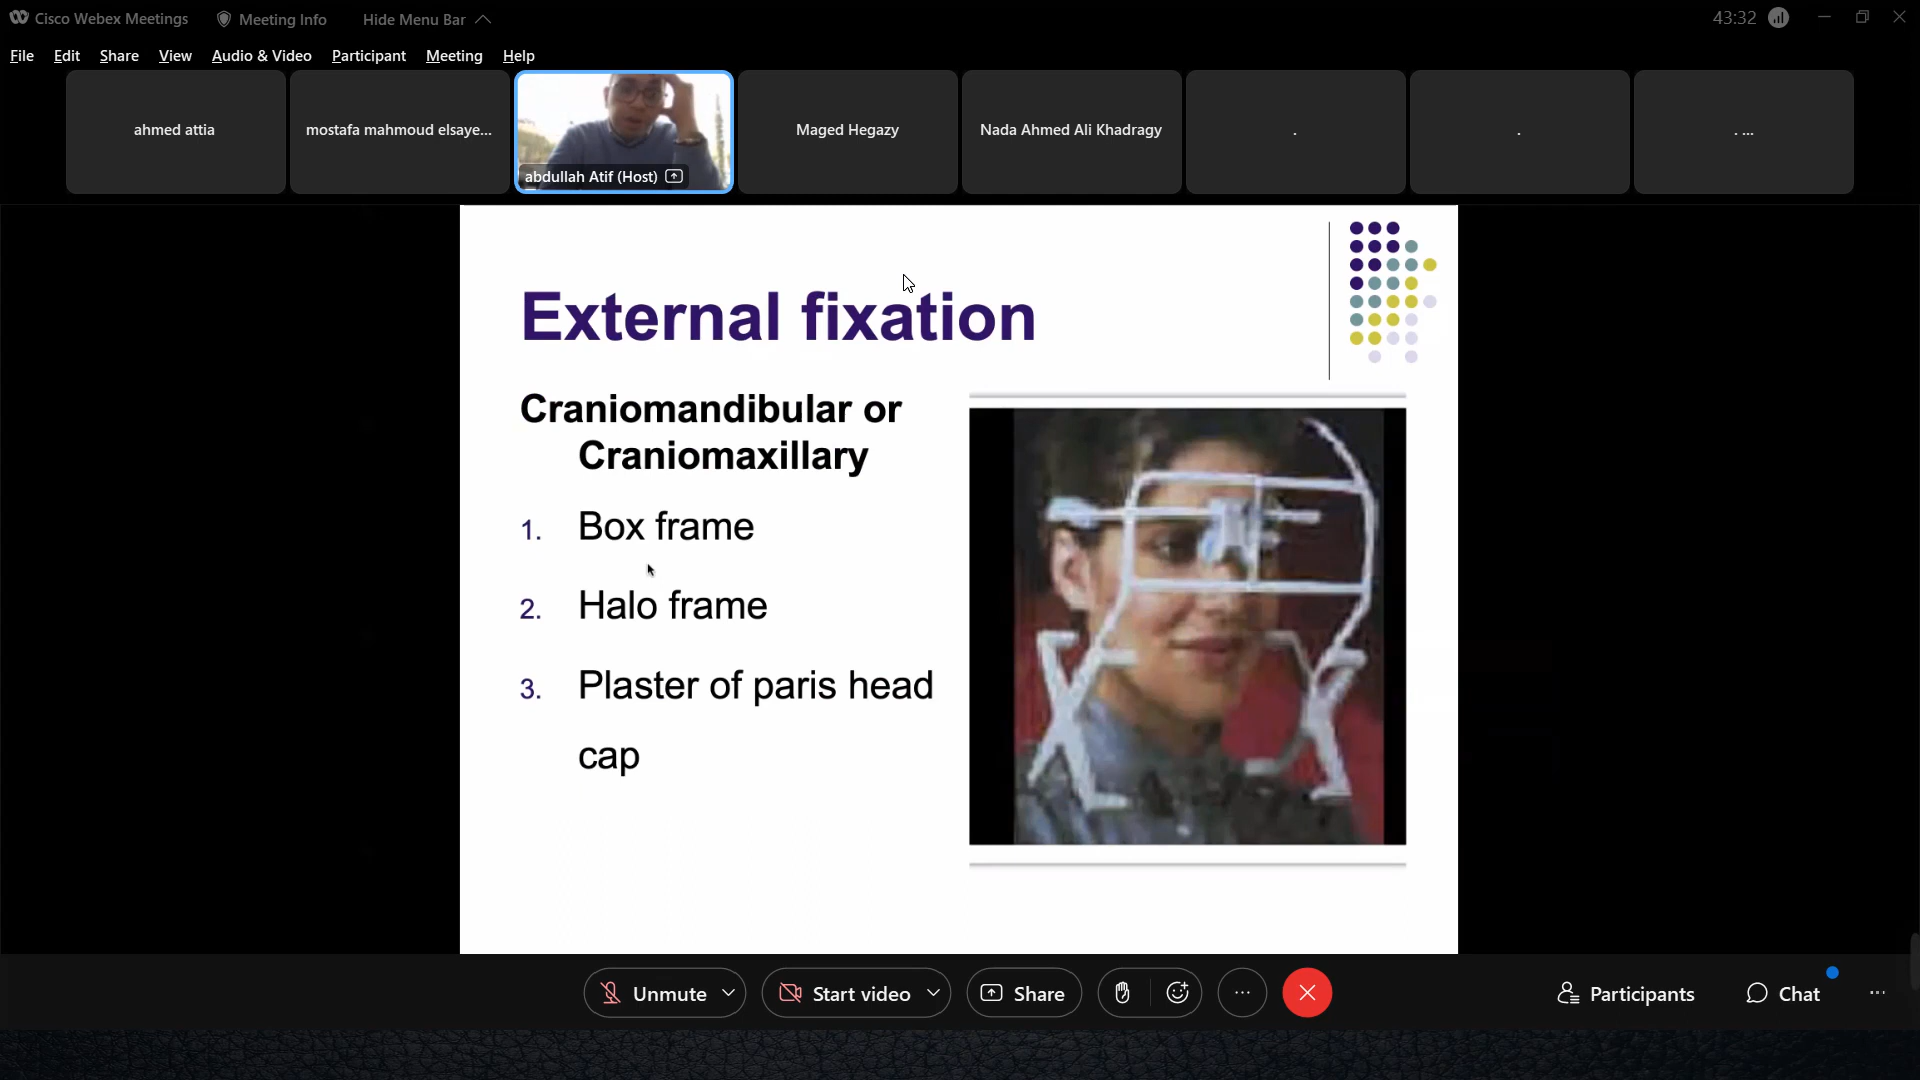 Cisco Webex Meetings
Meeting Info
Hide Menu Bar
43:32
File Edit Share View Audio & Video Participant Meeting Help
ahmed attia
mostafa mahmoud elsaye...
abdullah Atif (Host)
Maged Hegazy
Nada Ahmed Ali Khadragy
.
.
. ...
External fixation
Craniomandibular or
Craniomaxillary
1. Box frame
2. Halo frame
3. Plaster of paris head
cap
Unmute
Start video
Share
Participants
Chat